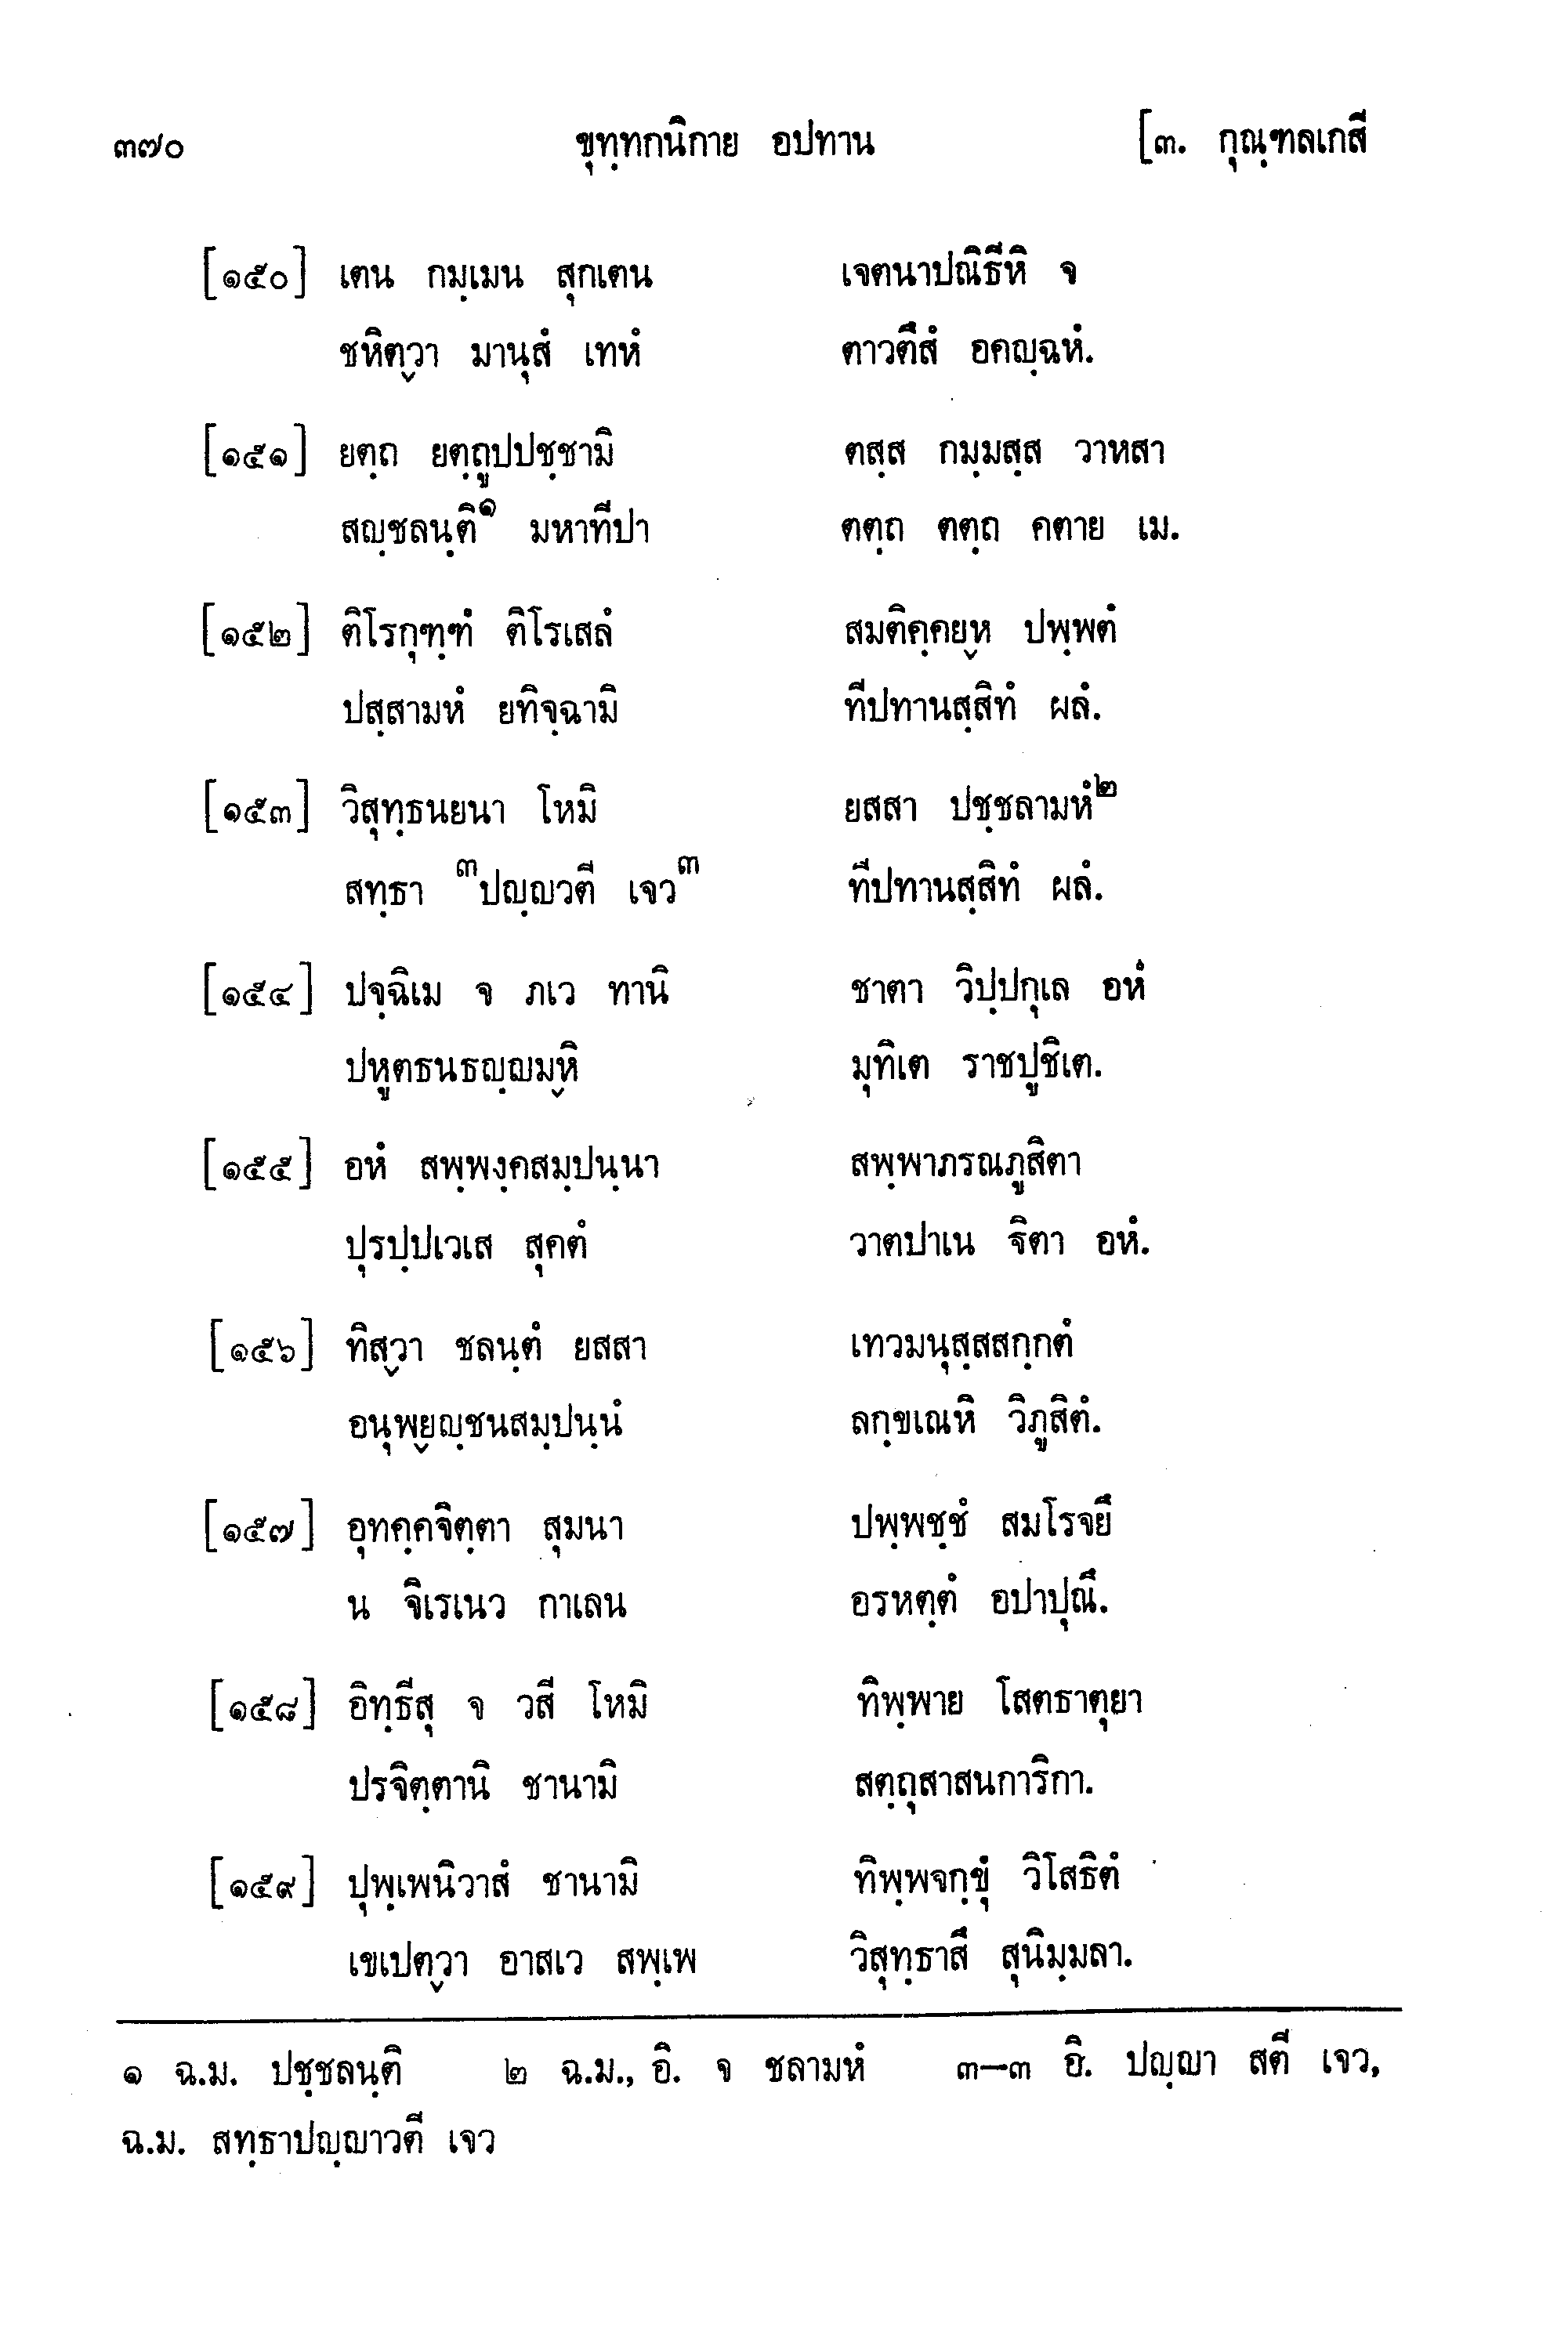 ๓๗๐ ขุทฺทกนิกาย อปทาน [๓. กุณฺฑลเกสี
[๑๕๐] เตน กมฺเมน สุกเตน เจตนาปณิธีหิ จ
ชหิตฺวา มานุสํ เทหํ ตาวตึสํ อคญฺฉหํ.
[๑๕๑] ยตฺถ ยตฺถูปปชฺชามิ ตสฺส กมฺมสฺส วาหสา
สญฺชลนฺติ๑ มหาทีปา ตตฺถ ตตฺถ คตาย เม.
[๑๕๒] ติโรกุฑฺฑํ ติโรเสลํ สมติคฺคยฺห ปพฺพตํ
ปสฺสามหํ ยทิจฺฉามิ ทีปทานสฺสิทํ ผลํ.
[๑๕๓] วิสุทฺธนยนา โหมิ ยสสา ปชฺชลามหํ๒
สทฺธา ๓ปญฺญวตี เจว๓ ทีปทานสฺสิทํ ผลํ.
[๑๕๔] ปจฺฉิเม จ ภเว ทานิ ชาตา วิปฺปกุเล อหํ
ปหูตธนธญฺญมฺหิ มุทิเต ราชปูชิเต.
[๑๕๕] อหํ สพฺพงฺคสมฺปนฺนา สพฺพาภรณภูสิตา
ปุรปฺปเวเส สุคตํ วาตปาเน ฐิตา อหํ.
[๑๕๖] ทิสฺวา ชลนฺตํ ยสสา เทวมนุสฺสสกฺกตํ
อนุพฺยญฺชนสมฺปนฺนํ ลกฺขเณหิ วิภูสิตํ.
[๑๕๗] อุทคฺคจิตฺตา สุมนา ปพฺพชฺชํ สมโรจยึ
น จิเรเนว กาเลน อรหตฺตํ อปาปุณึ.
[๑๕๘] อิทฺธีสุ จ วสี โหมิ ทิพฺพาย โสตธาตุยา
ปรจิตฺตานิ ชานามิ สตฺถุสาสนการิกา.
[๑๕๙] ปุพฺเพนิวาสํ ชานามิ ทิพฺพจกฺขุํ วิโสธิตํ
เขเปตฺวา อาสเว สพฺเพ วิสุทฺธาสึ สุนิมฺมลา.
๑ ฉ.ม. ปชฺชลนฺติ ๒ ฉ.ม., อิ. จ ชลามหํ ๓–๓ อิ. ปญฺญา สตี เจว,
ฉ.ม. สทฺธาปญฺญาวตี เจว